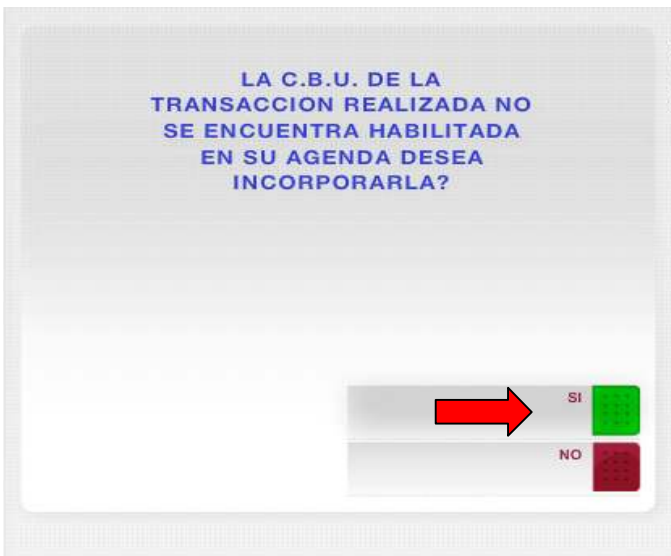 LA C.B.U. DE LA
TRANSACCION REALIZADA NO
SE ENCUENTRA HABILITADA
EN SU AGENDA DESEA
INCORPORARLA?
SI
NO